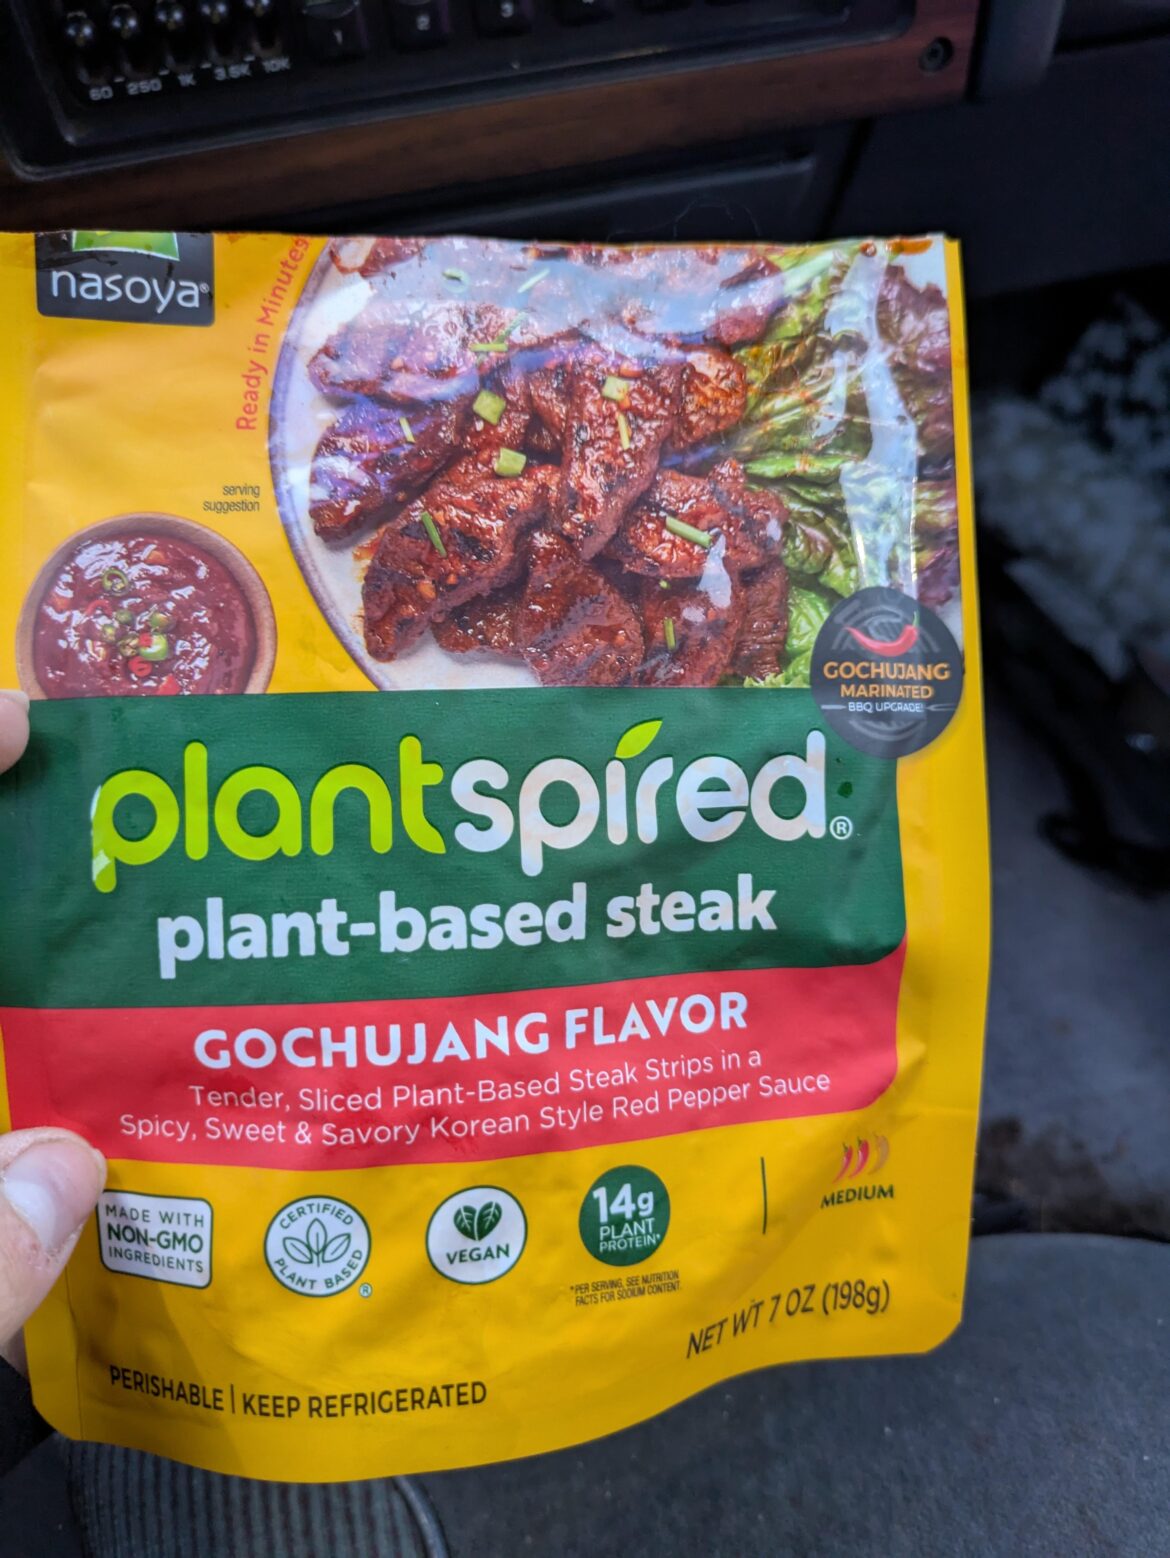 60 250 1K 3.5K 10K
1 2 3
nasoya®
Ready in Minutes
serving
suggestion
GOCHUJANG
MARINATED
BBQ UPGRADE!
plantspired®
plant-based steak
GOCHUJANG FLAVOR
Tender, Sliced Plant-Based Steak Strips in a
Spicy, Sweet & Savory Korean Style Red Pepper Sauce
MADE WITH
NON-GMO
INGREDIENTS
CERTIFIED
PLANT BASED
®
VEGAN
14g
PLANT
PROTEIN*
*PER SERVING, SEE NUTRITION
FACTS FOR SODIUM CONTENT.
MEDIUM
NET WT 7 OZ (198g)
PERISHABLE | KEEP REFRIGERATED